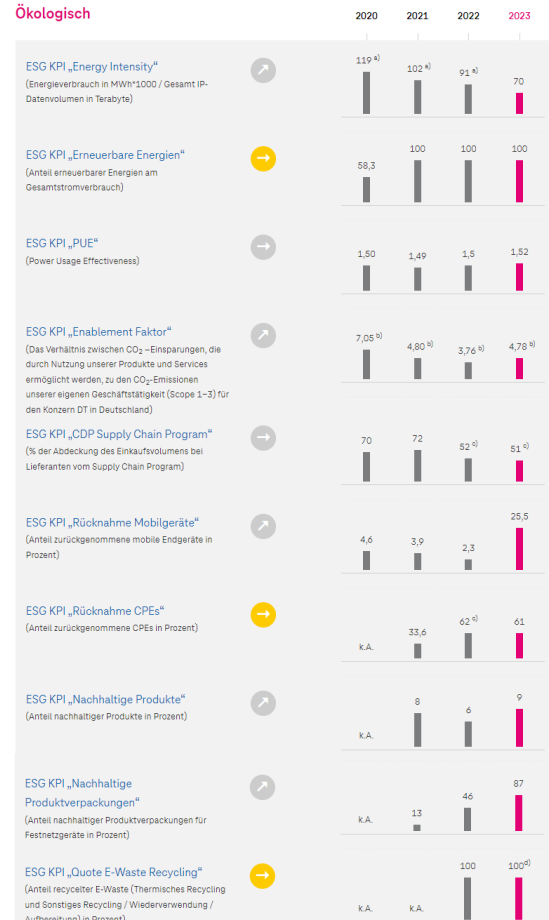 Ökologisch 2020 2021 2022 2023
ESG KPI „Energy Intensity“
(Energieverbrauch in MWh*1000 / Gesamt IP-
Datenvolumen in Terabyte)
119 a) 102 a) 91 a) 70
ESG KPI „Erneuerbare Energien“
(Anteil erneuerbarer Energien am
Gesamtstromverbrauch)
58,3 100 100 100
ESG KPI „PUE“
(Power Usage Effectiveness)
1,50 1,49 1,5 1,52
ESG KPI „Enablement Faktor“
(Das Verhältnis zwischen CO2 –Einsparungen, die
durch Nutzung unserer Produkte und Services
ermöglicht werden, zu den CO2-Emissionen
unserer eigenen Geschäftstätigkeit (Scope 1–3) für
den Konzern DT in Deutschland)
7,05 b) 4,80 b) 3,76 b) 4,78 b)
ESG KPI „CDP Supply Chain Program“
(% der Abdeckung des Einkaufsvolumens bei
Lieferanten vom Supply Chain Program)
70 72 52 c) 51 c)
ESG KPI „Rücknahme Mobilgeräte“
(Anteil zurückgenommene mobile Endgeräte in
Prozent)
4,6 3,9 2,3 25,5
ESG KPI „Rücknahme CPEs“
(Anteil zurückgenommene CPEs in Prozent)
k.A. 33,6 62 c) 61
ESG KPI „Nachhaltige Produkte“
(Anteil nachhaltiger Produkte in Prozent)
k.A. 8 6 9
ESG KPI „Nachhaltige
Produktverpackungen“
(Anteil nachhaltiger Produktverpackungen für
Festnetzgeräte in Prozent)
k.A. 13 46 87
ESG KPI „Quote E-Waste Recycling“
(Anteil recycelter E-Waste (Thermisches Recycling
und Sonstiges Recycling / Wiederverwendung /
Aufbereitung) in Prozent)
k.A. k.A. 100 100 d)